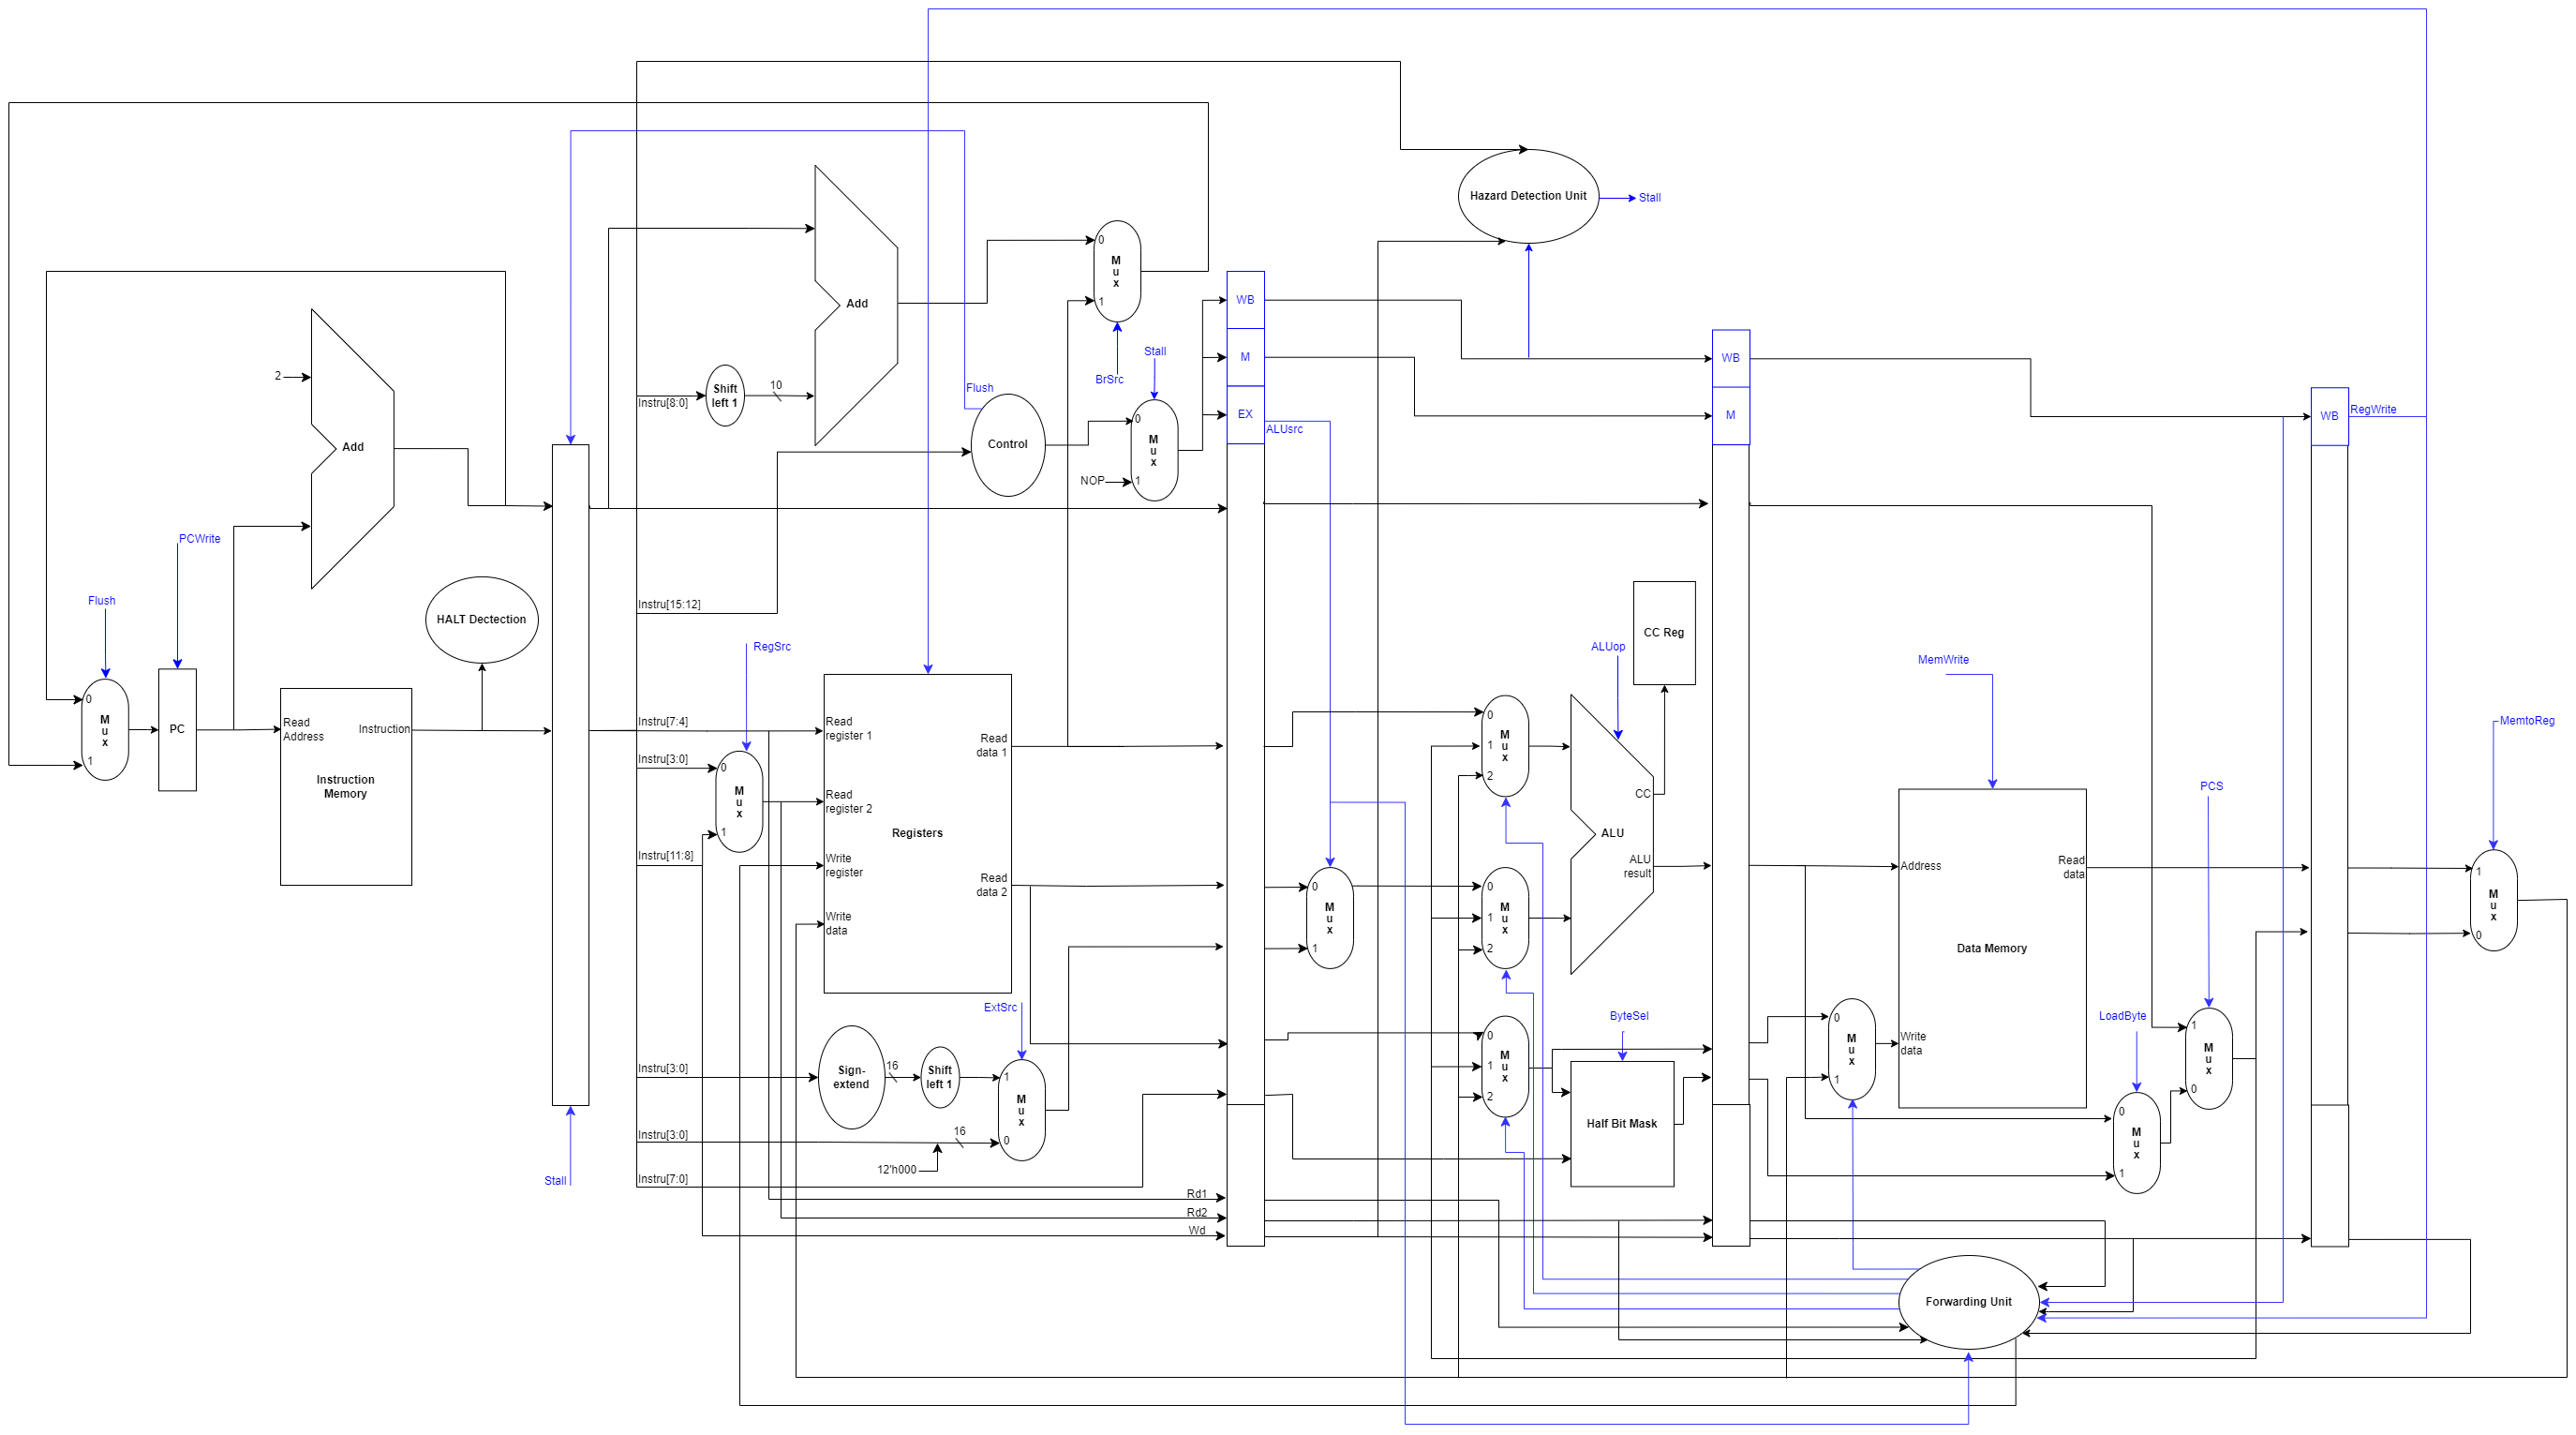 Hazard Detection Unit
Stall
0
M
u
x
1
BrSrc
Add
WB
M
EX
ALUsrc
WB
M
WB
RegWrite
Stall
0
M
u
x
1
NOP
Flush
Control
Shift
left 1
10
Instru[8:0]
2
Add
PCWrite
Flush
0
M
u
x
1
PC
Read
Address
Instruction
Instruction
Memory
HALT Dectection
Stall
Instru[15:12]
Instru[7:4]
Instru[3:0]
Instru[11:8]
RegSrc
0
M
u
x
1
Read
register 1
Read
register 2
Write
register
Write
data
Registers
Read
data 1
Read
data 2
Instru[3:0]
Sign-
extend
16
Shift
left 1
ExtSrc
1
M
u
x
0
Instru[3:0]
16
12'h000
Instru[7:0]
Rd1
Rd2
Wd
0
M
u
x
1
0
1
2
M
u
x
0
1
2
M
u
x
0
1
2
M
u
x
ALUop
CC Reg
CC
ALU
ALU
result
ByteSel
Half Bit Mask
MemWrite
Address
Read
data
Data Memory
Write
data
0
M
u
x
1
LoadByte
0
M
u
x
1
PCS
1
M
u
x
0
MemtoReg
1
M
u
x
0
Forwarding Unit